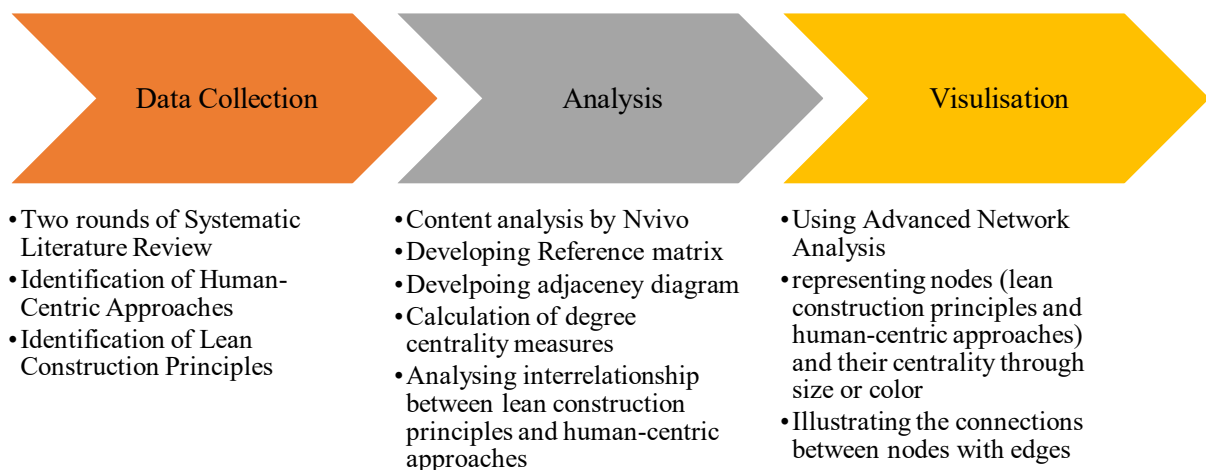 Data Collection
Analysis
Visulisation
•Two rounds of Systematic
Literature Review
•Identification of Human-
Centric Approaches
•Identification of Lean
Construction Principles
•Content analysis by Nvivo
•Developing Reference matrix
•Develpoing adjaceney diagram
•Calculation of degree
centrality measures
•Analysing interrelationship
between lean construction
principles and human-centric
approaches
•Using Advanced Network
Analysis
•representing nodes (lean
construction principles and
human-centric approaches)
and their centrality through
size or color
•Illustrating the connections
between nodes with edges